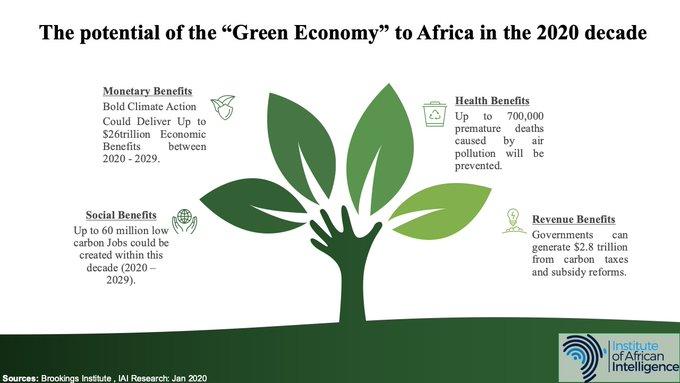 The potential of the “Green Economy” to Africa in the 2020 decade
Monetary Benefits
Bold Climate Action
Could Deliver Up to
$26trillion Economic
Benefits between
2020 - 2029.
Health Benefits
Up to 700,000
premature deaths
caused by air
pollution will be
prevented.
Social Benefits
Up to 60 million low
carbon Jobs could be
created within this
decade (2020 –
2029).
Revenue Benefits
Governments can
generate $2.8 trillion
from carbon taxes
and subsidy reforms.
Institute
of African
Intelligence
Sources: Brookings Institute , IAI Research: Jan 2020